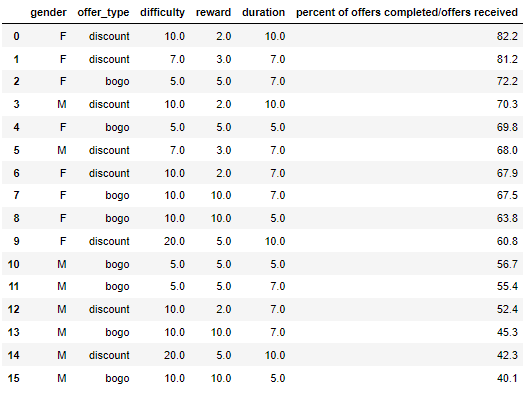 gender offer_type difficulty reward duration percent of offers completed/offers received
0 F discount 10.0 2.0 10.0 82.2
1 F discount 7.0 3.0 7.0 81.2
2 F bogo 5.0 5.0 7.0 72.2
3 M discount 10.0 2.0 10.0 70.3
4 F bogo 5.0 5.0 5.0 69.8
5 M discount 7.0 3.0 7.0 68.0
6 F discount 10.0 2.0 7.0 67.9
7 F bogo 10.0 10.0 7.0 67.5
8 F bogo 10.0 10.0 5.0 63.8
9 F discount 20.0 5.0 10.0 60.8
10 M bogo 5.0 5.0 5.0 56.7
11 M bogo 5.0 5.0 7.0 55.4
12 M discount 10.0 2.0 7.0 52.4
13 M bogo 10.0 10.0 7.0 45.3
14 M discount 20.0 5.0 10.0 42.3
15 M bogo 10.0 10.0 5.0 40.1